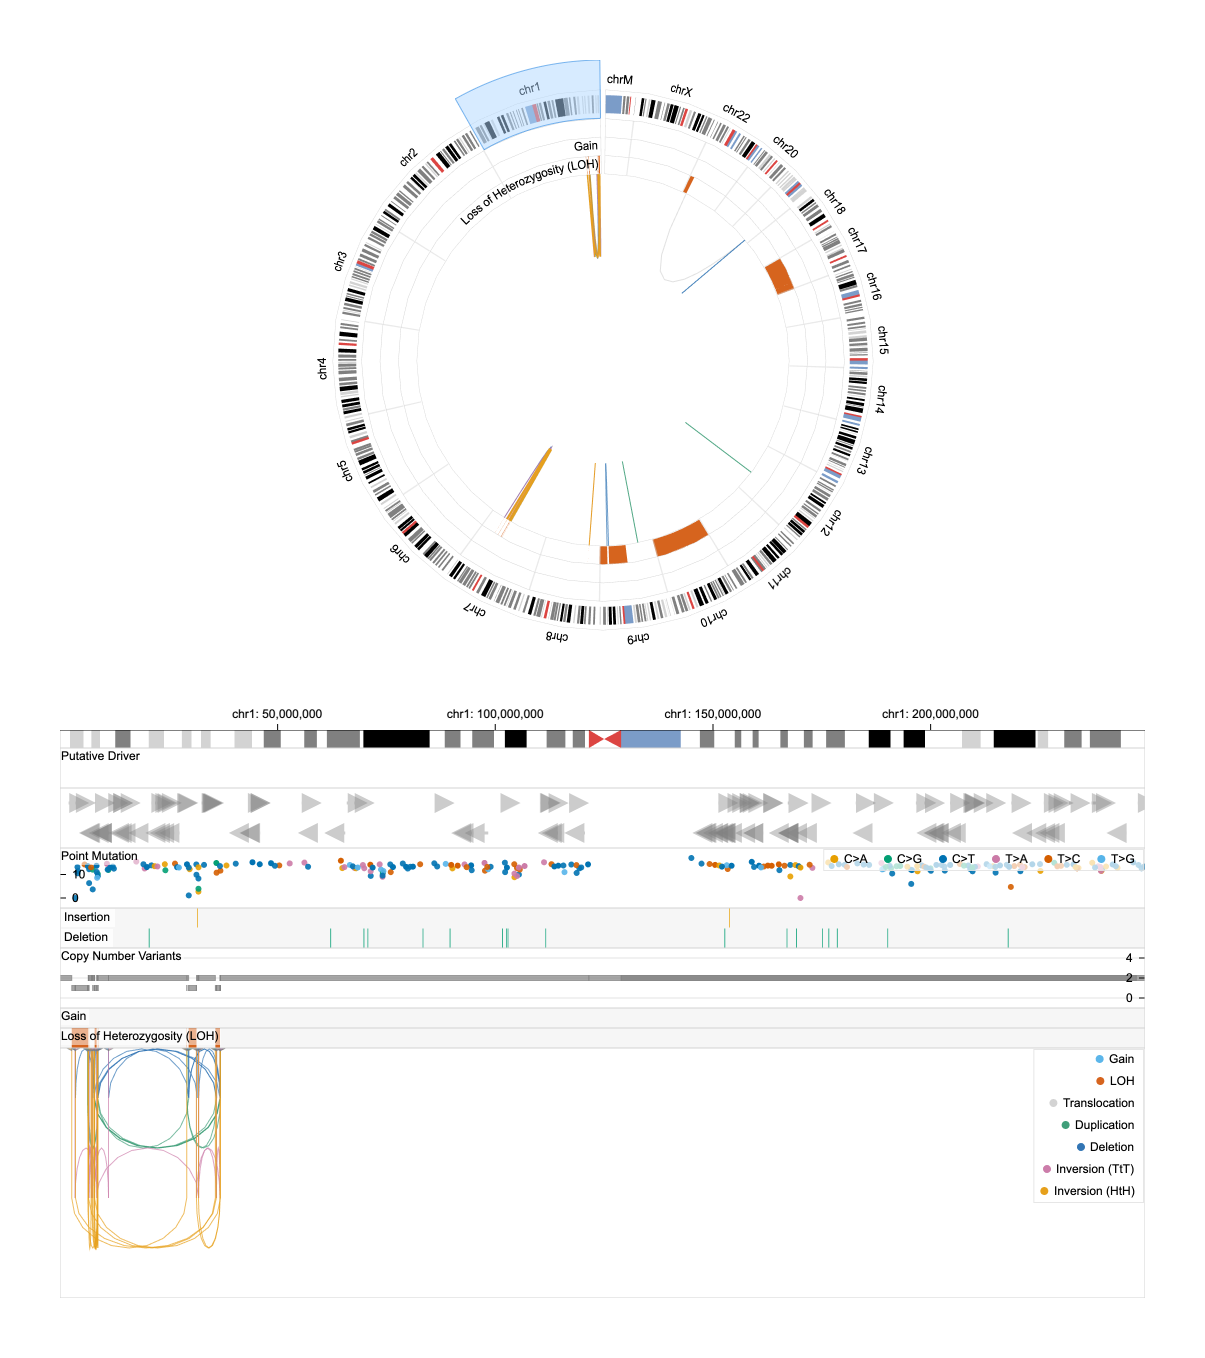 chrM
chr1
chrX
chr22
chr20
chr2
Gain
Loss of Heterozygosity (LOH)
chr18
chr17
chr3
chr16
chr15
chr4
chr14
chr5
chr13
chr12
chr6
chr11
chr7
chr10
chr8
chr9
chr1: 50,000,000
chr1: 100,000,000
chr1: 150,000,000
chr1: 200,000,000
Putative Driver
Point Mutation
C>A
C>G
C>T
T>A
T>C
T>G
10
0
Insertion
Deletion
Copy Number Variants
4
2
0
Gain
Loss of Heterozygosity (LOH)
Gain
LOH
Translocation
Duplication
Deletion
Inversion (TtT)
Inversion (HtH)